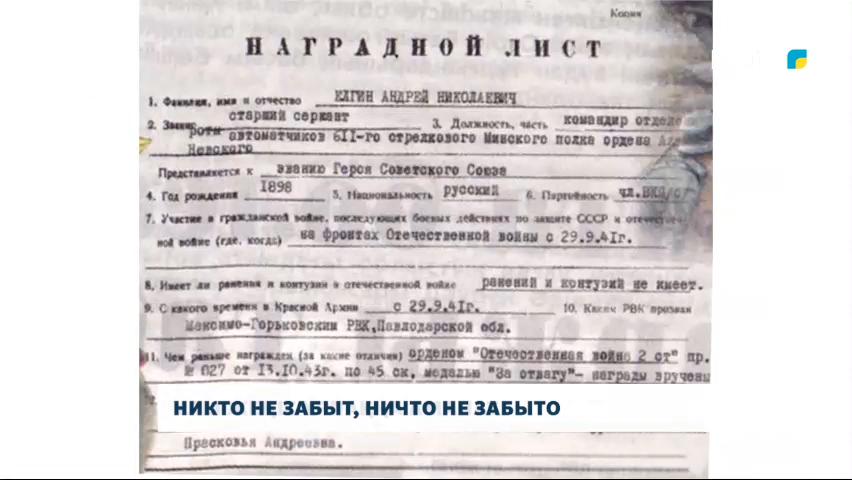 Копия
НАГРАДНОЙ ЛИСТ
1. Фамилия, имя и отчество ЕЛГИН АНДРЕЙ НИКОЛАЕВИЧ
2. Звание старший сержант 3. Должность, часть командир отделе
роты автоматчиков 611-го стрелкового Минского полка ордена Але
Невского
Представляется к званию Героя Советского Союза
4. Год рождения 1898 5. Национальность русский 6. Партийность чл.ВКП/б/
7. Участие в гражданской войне, последующих боевых действиях по защите СССР и отечествен-
ной войне (где, когда) на фронтах Отечественной войны с 29.9.41г.
8. Имеет ли ранения и контузии в отечественной войне ранений и контузий не имеет.
9. С какого времени в Красной Армии с 29.9.41г. 10. Каким РВК призван
Максимо-Горьковским РВК,Павлодарской обл.
11. Чем раньше награжден (за какие отличия) орденом "Отечественная война 2 ст" пр.
№ 027 от 13.10.43г. по 45 ск, медалью "За отвагу"- награды вручены
НИКТО НЕ ЗАБЫТ, НИЧТО НЕ ЗАБЫТО
Прасковья Андреевна.